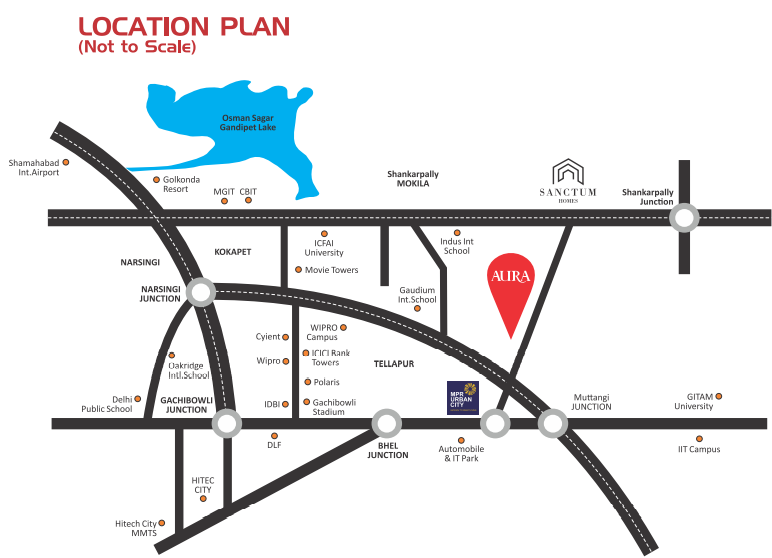 LOCATION PLAN
(Not to Scale)
Osman Sagar
Gandipet Lake
Shamahabad
Int.Airport
Golkonda
Resort
MGIT
CBIT
Shankarpally
MOKILA
SANCTUM
HOMES
Shankarpally
Junction
NARSINGI
KOKAPET
ICFAI
University
Indus Int
School
Movie Towers
AURA
NARSINGI
JUNCTION
Gaudium
Int.School
WIPRO
Campus
Cyient
ICICI Bank
Towers
Wipro
TELLAPUR
Oakridge
Intl.School
Polaris
MPR
URBAN
CITY
Delhi
Public School
GACHIBOWLI
JUNCTION
IDBI
Gachibowli
Stadium
Muttangi
JUNCTION
GITAM
University
DLF
BHEL
JUNCTION
Automobile
& IT Park
IIT Campus
HITEC
CITY
Hitech City
MMTS